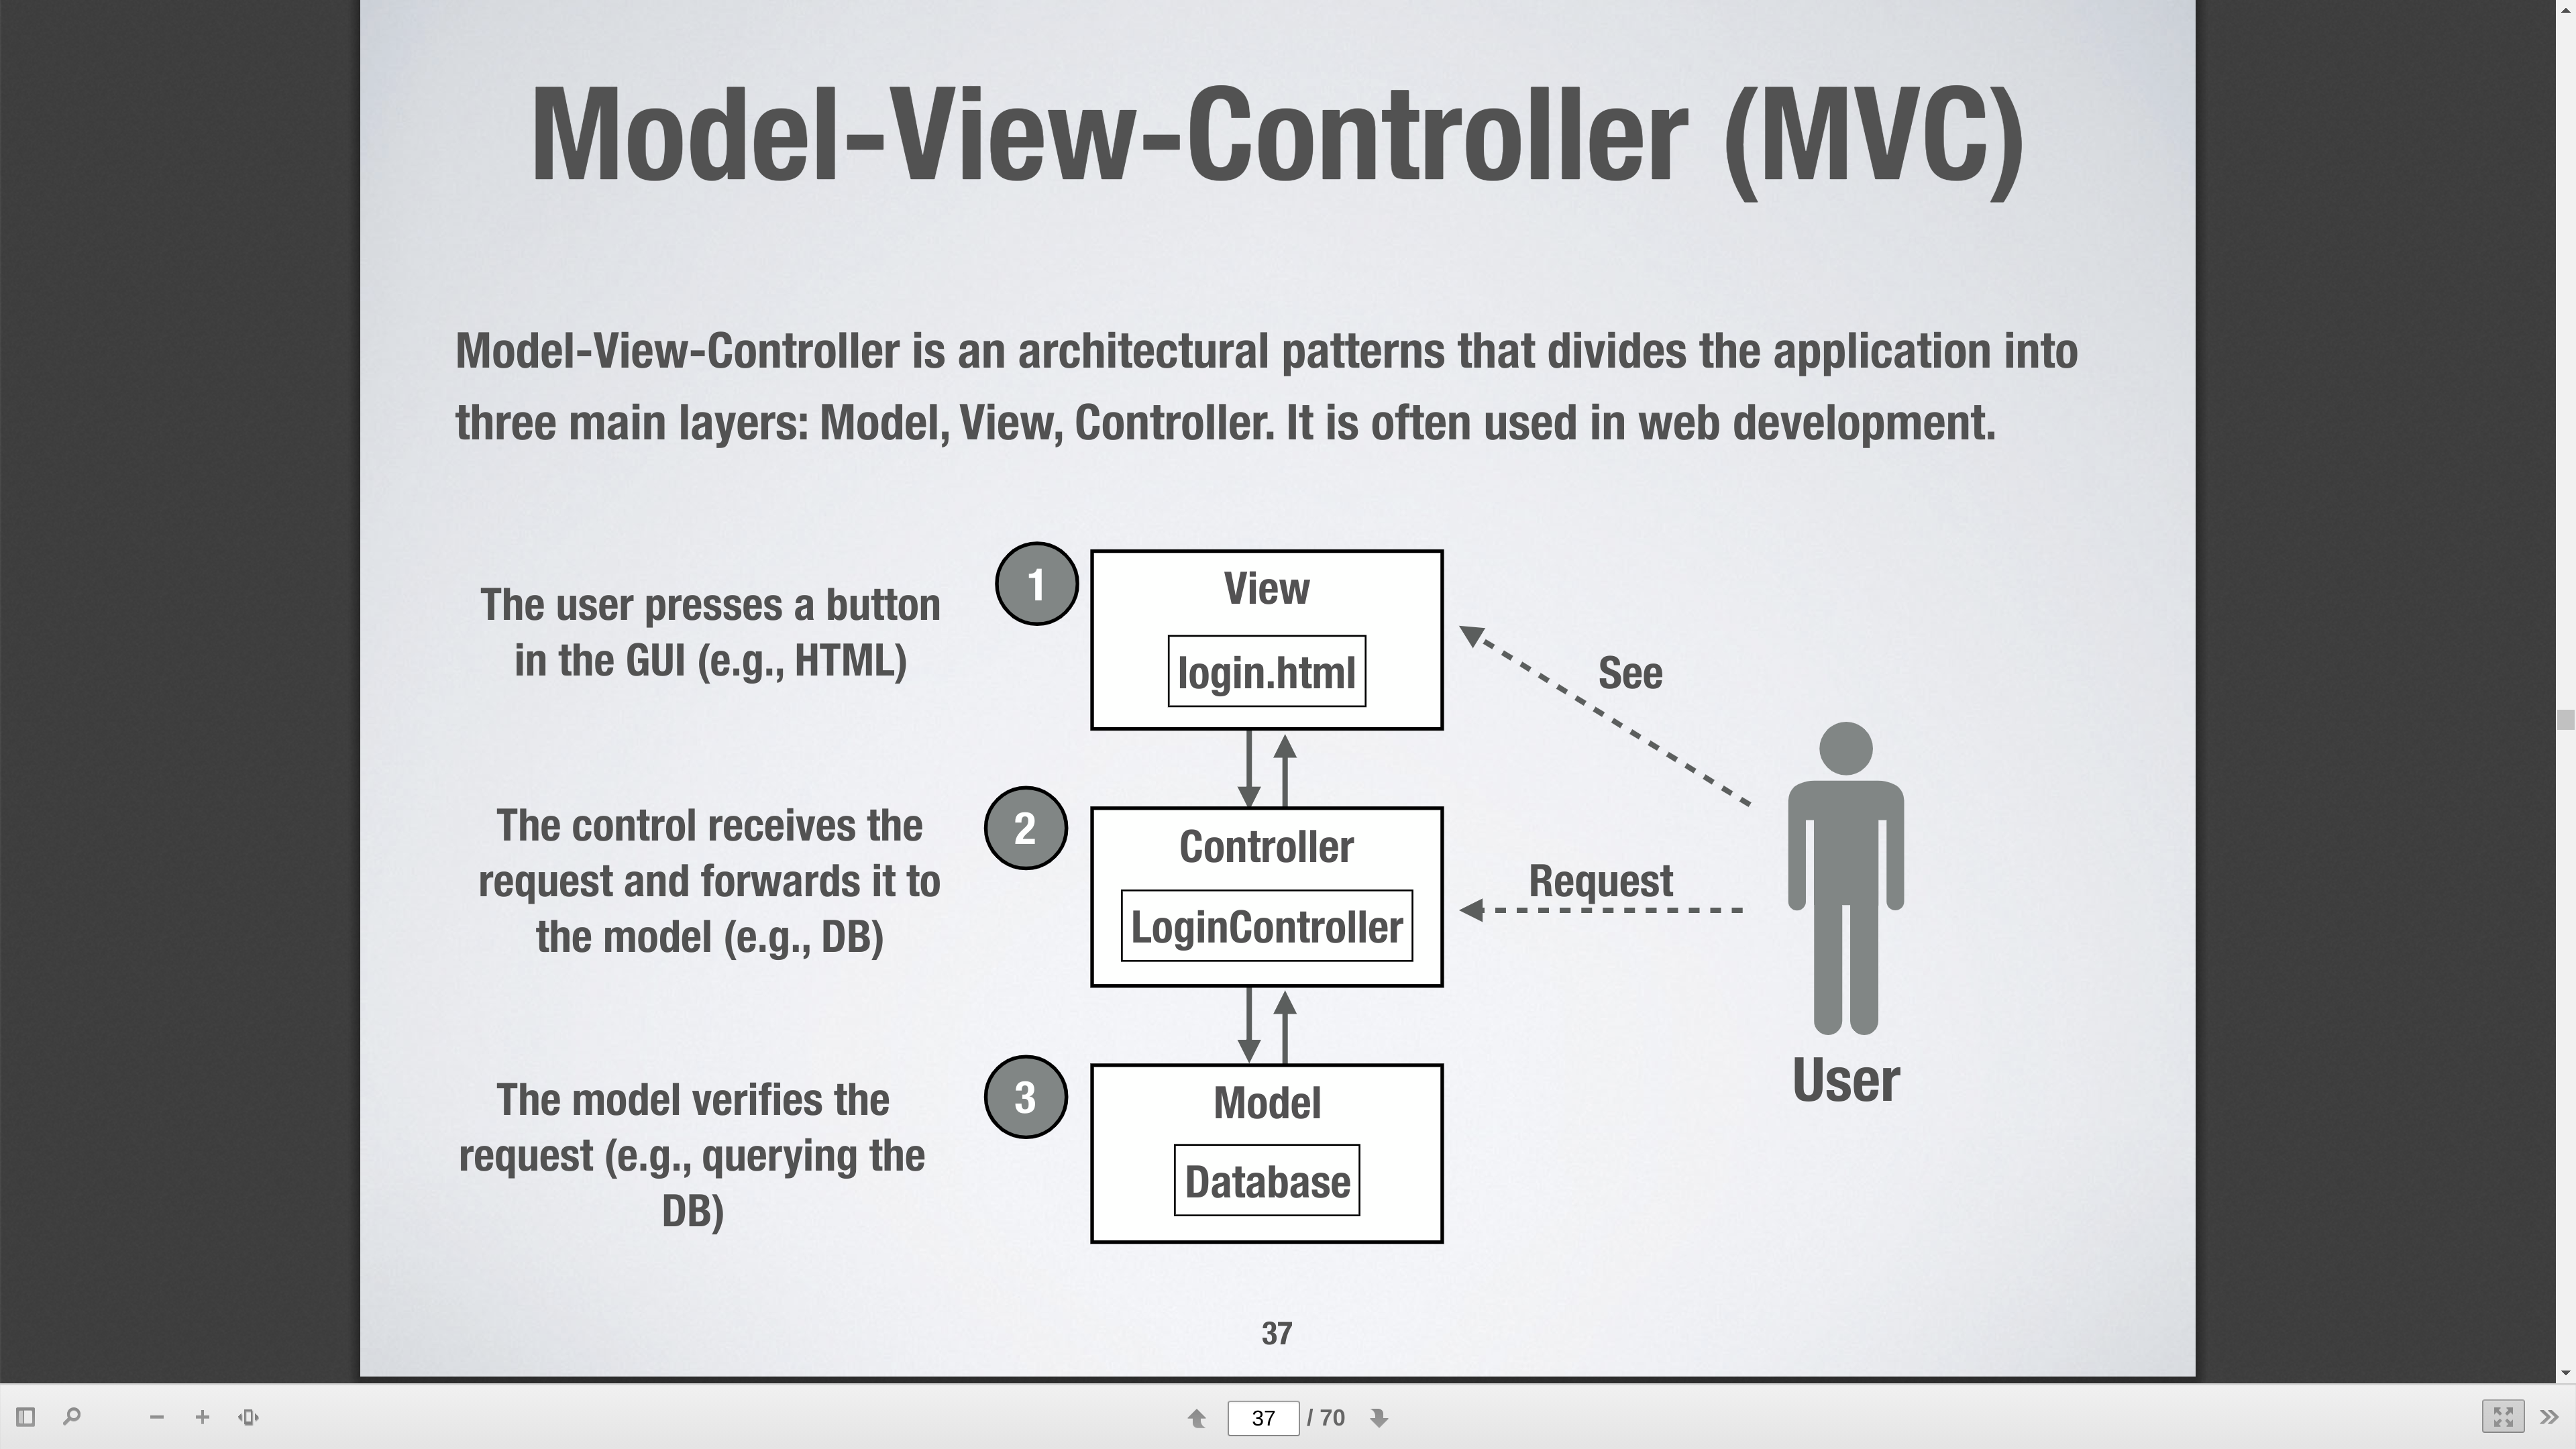 Model-View-Controller (MVC)
Model-View-Controller is an architectural patterns that divides the application into
three main layers: Model, View, Controller. It is often used in web development.
The user presses a button
in the GUI (e.g., HTML)
1
View
login.html
See
The control receives the
request and forwards it to
the model (e.g., DB)
2
Controller
LoginController
Request
User
The model verifies the
request (e.g., querying the
DB)
3
Model
Database
37
37 / 70